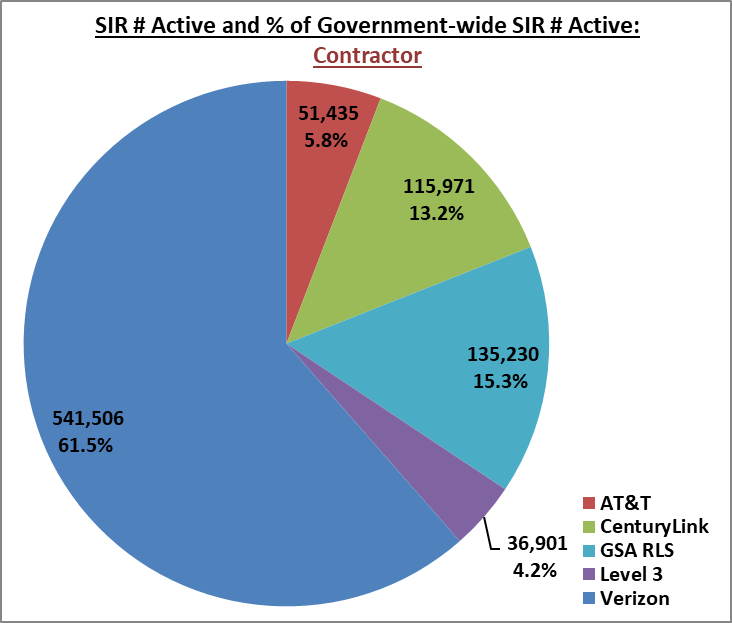 SIR # Active and % of Government-wide SIR # Active:
Contractor
51,435
5.8%
115,971
13.2%
135,230
15.3%
541,506
61.5%
36,901
4.2%
AT&T
CenturyLink
GSA RLS
Level 3
Verizon